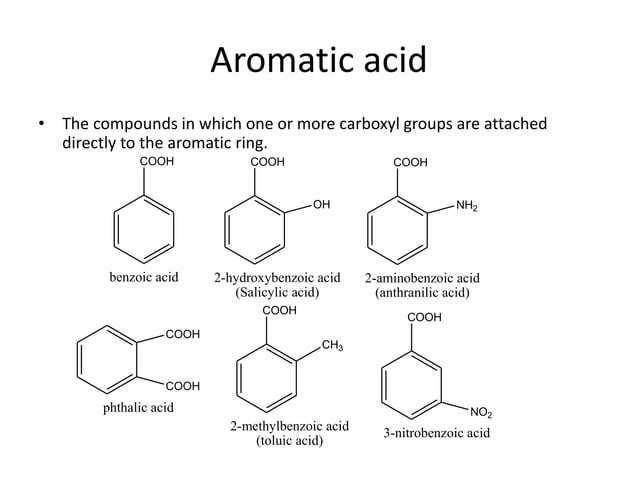 Aromatic acid
• The compounds in which one or more carboxyl groups are attached
directly to the aromatic ring.
COOH
COOH
COOH
OH
NH2
benzoic acid
2-hydroxybenzoic acid
(Salicylic acid)
2-aminobenzoic acid
(anthranilic acid)
COOH
COOH
phthalic acid
COOH
CH3
2-methylbenzoic acid
(toluic acid)
COOH
NO2
3-nitrobenzoic acid